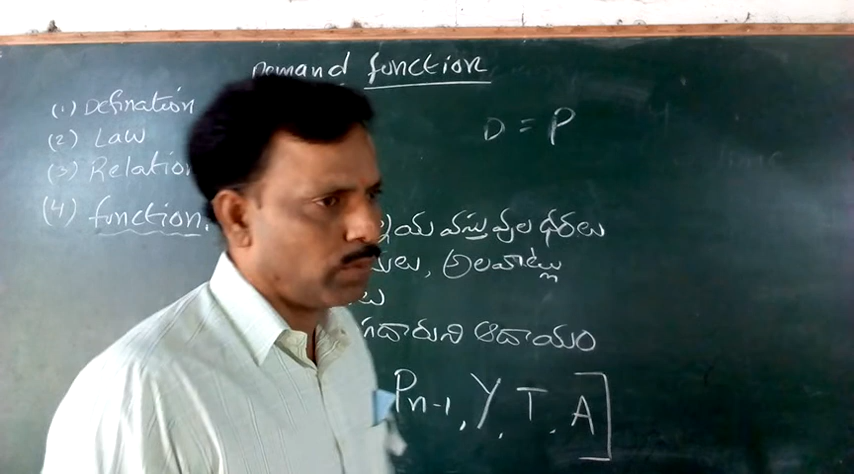 Demand function
(1) Defination
(2) Law
(3) Relation
(4) function.
D = P
వస్తువుల ధరలు
అలవాట్లు
ఆదాయం
Pn-1, Y, T, A]